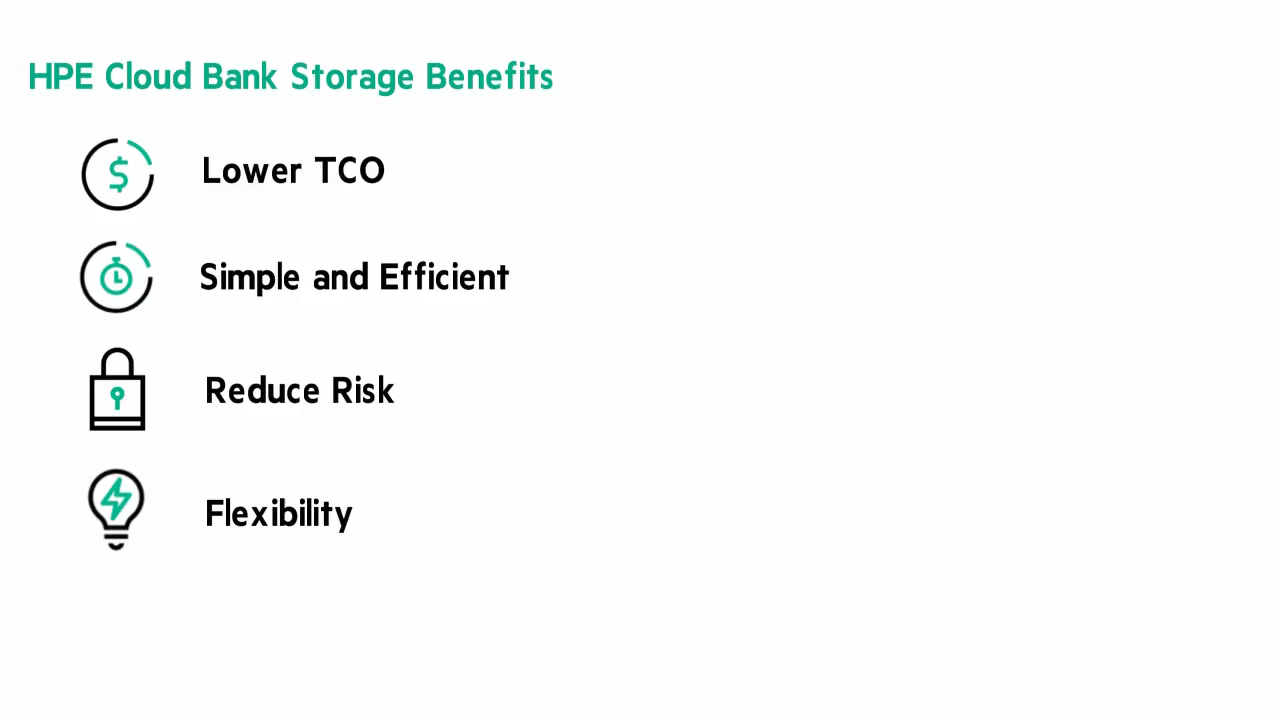 HPE Cloud Bank Storage Benefits
Lower TCO
Simple and Efficient
Reduce Risk
Flexibility